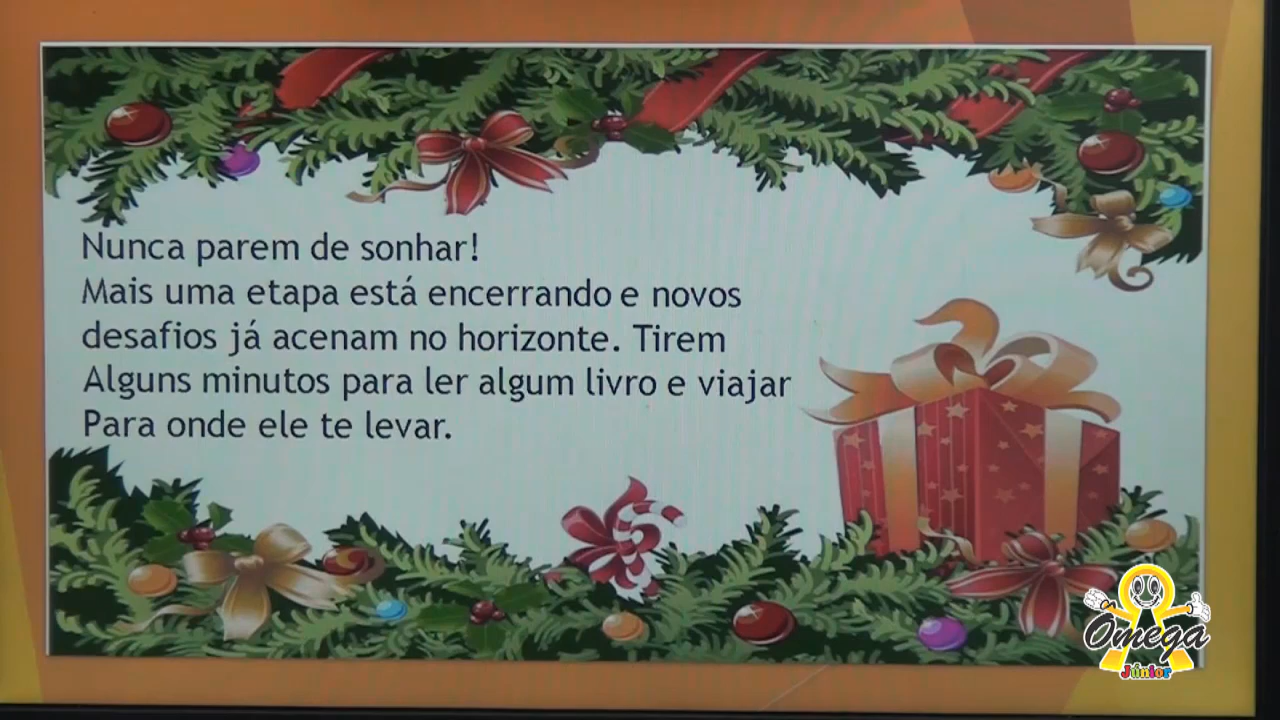 Nunca parem de sonhar!
Mais uma etapa está encerrando e novos
desafios já acenam no horizonte. Tirem
Alguns minutos para ler algum livro e viajar
Para onde ele te levar.
Omega
Júnior